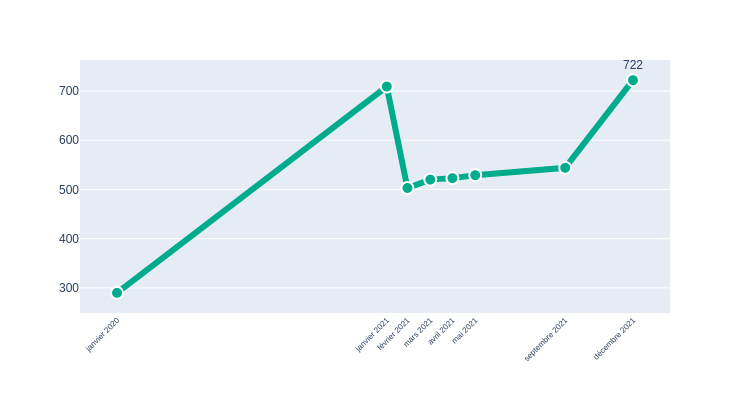 722
700
600
500
400
300
janvier 2020
janvier 2021
février 2021
mars 2021
avril 2021
mai 2021
septembre 2021
décembre 2021